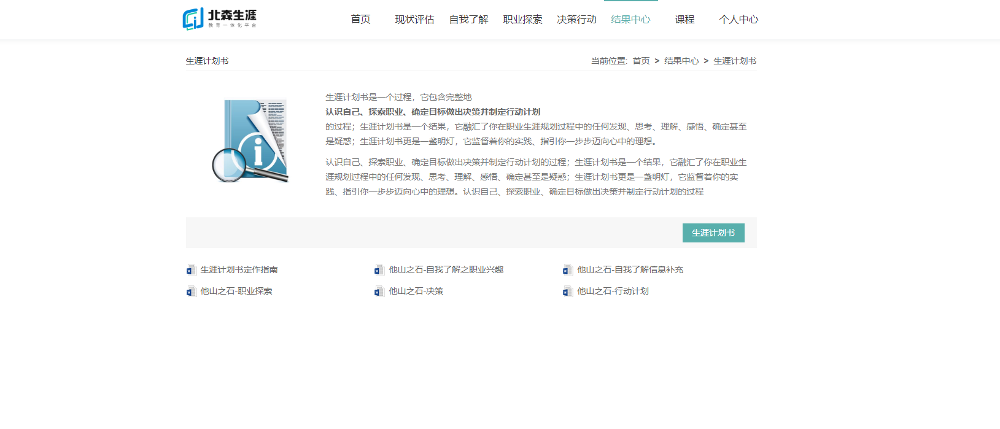 北森生涯
教育一体化平台
首页 现状评估 自我了解 职业探索 决策行动 结果中心 课程 个人中心
生涯计划书
当前位置: 首页 > 结果中心 > 生涯计划书
生涯计划书是一个过程，它包含完整地
认识自己、探索职业、确定目标做出决策并制定行动计划
的过程；生涯计划书是一个结果，它融汇了你在职业生涯规划过程中的任何发现、思考、理解、感悟、确定甚至
是疑惑；生涯计划书更是一盏明灯，它监督着你的实践、指引你一步步迈向心中的理想。
认识自己、探索职业、确定目标做出决策并制定行动计划的过程；生涯计划书是一个结果，它融汇了你在职业生
涯规划过程中的任何发现、思考、理解、感悟、确定甚至是疑惑；生涯计划书更是一盏明灯，它监督着你的实
践、指引你一步步迈向心中的理想。认识自己、探索职业、确定目标做出决策并制定行动计划的过程
生涯计划书
生涯计划书定作指南 他山之石-自我了解之职业兴趣 他山之石-自我了解信息补充
他山之石-职业探索 他山之石-决策 他山之石-行动计划